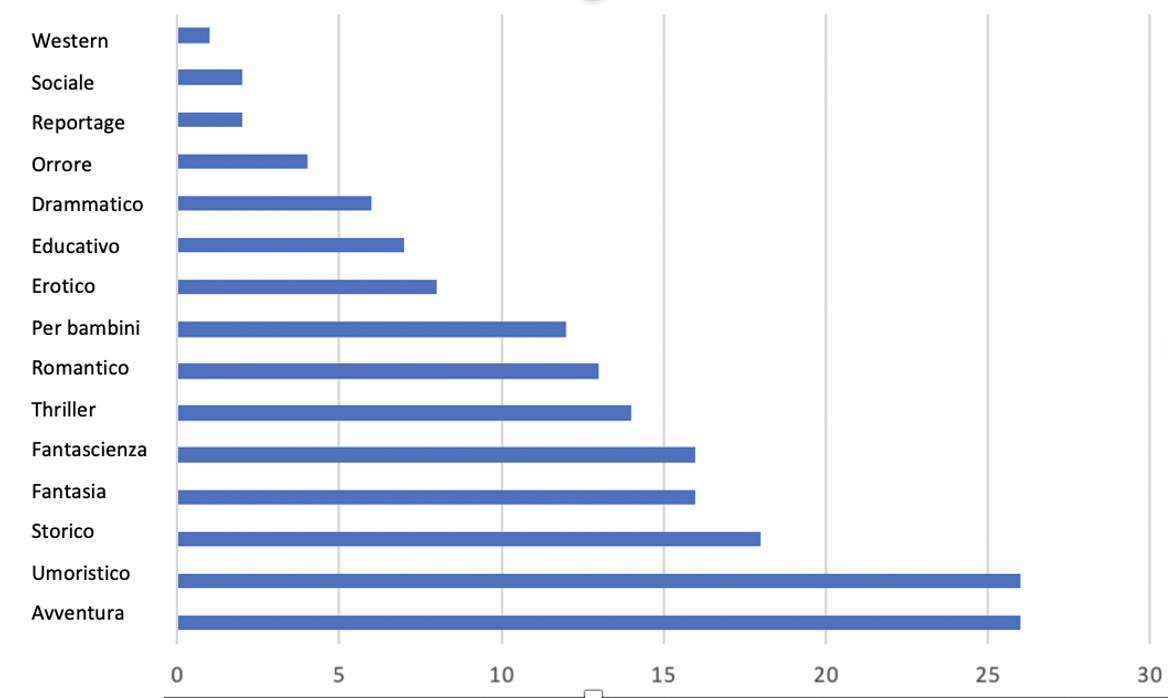 Western
Sociale
Reportage
Orrore
Drammatico
Educativo
Erotico
Per bambini
Romantico
Thriller
Fantascienza
Fantasia
Storico
Umoristico
Avventura
0 5 10 15 20 25 30